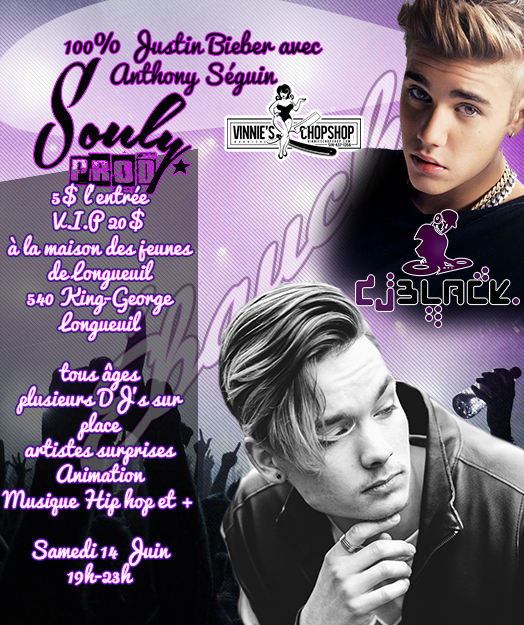 100% Justin Bieber avec
Anthony Séguin
Souly
PROD
VINNIE'S CHOPSHOP
5$ l'entrée
V.I.P 20$
à la maison des jeunes
de Longueuil
540 King-George
Longueuil
CJBLACK.
tous âges
plusieurs DJ's sur
place
artistes surprises
Animation
Musique Hip hop et +
Samedi 14 Juin
19h-23h